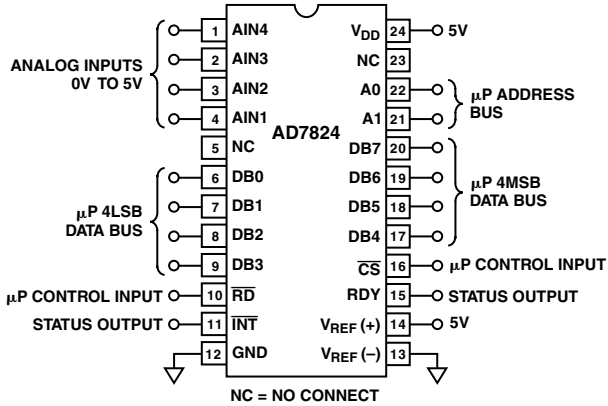 ANALOG INPUTS
0V TO 5V
1 AIN4
2 AIN3
3 AIN2
4 AIN1
5 NC
μP 4LSB
DATA BUS
6 DB0
7 DB1
8 DB2
9 DB3
μP CONTROL INPUT 10 RD
STATUS OUTPUT 11 INT
12 GND
AD7824
VDD 24 5V
NC 23
A0 22
A1 21
μP ADDRESS
BUS
DB7 20
DB6 19
DB5 18
DB4 17
μP 4MSB
DATA BUS
CS 16 μP CONTROL INPUT
RDY 15 STATUS OUTPUT
VREF (+) 14 5V
VREF (–) 13
NC = NO CONNECT